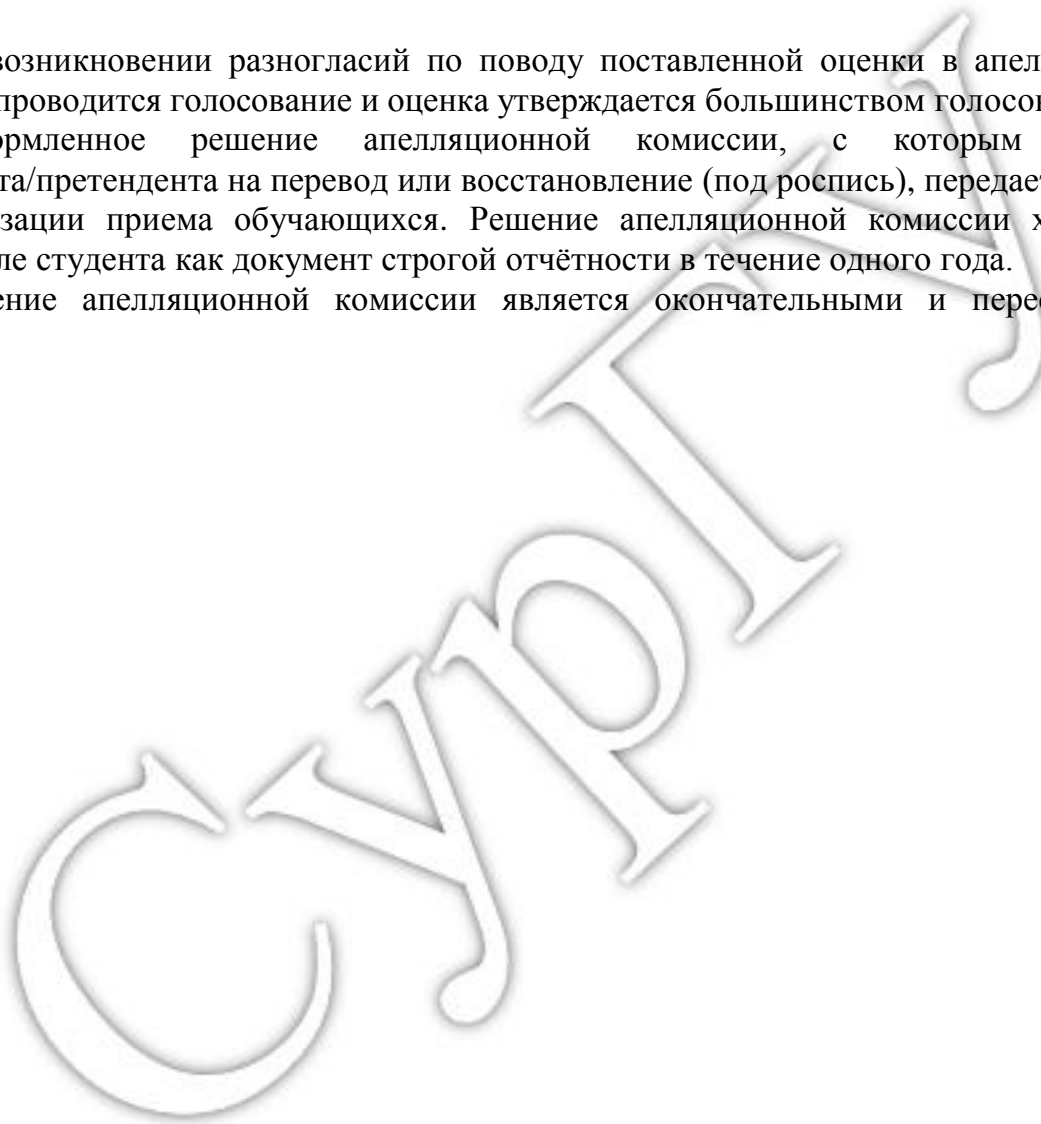 возникновении разногласий по поводу поставленной оценки в апел
проводится голосование и оценка утверждается большинством голосов
ормленное решение апелляционной комиссии, с которым
та/претендента на перевод или восстановление (под роспись), передает
зации приема обучающихся. Решение апелляционной комиссии х
ле студента как документ строгой отчётности в течение одного года.
ение апелляционной комиссии является окончательными и перес
СурГУ